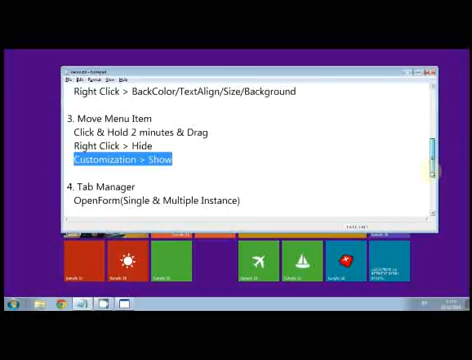 Right Click > BackColor/TextAlign/Size/Background
3. Move Menu Item
Click & Hold 2 minutes & Drag
Right Click > Hide
Customization > Show
4. Tab Manager
OpenForm(Single & Multiple Instance)